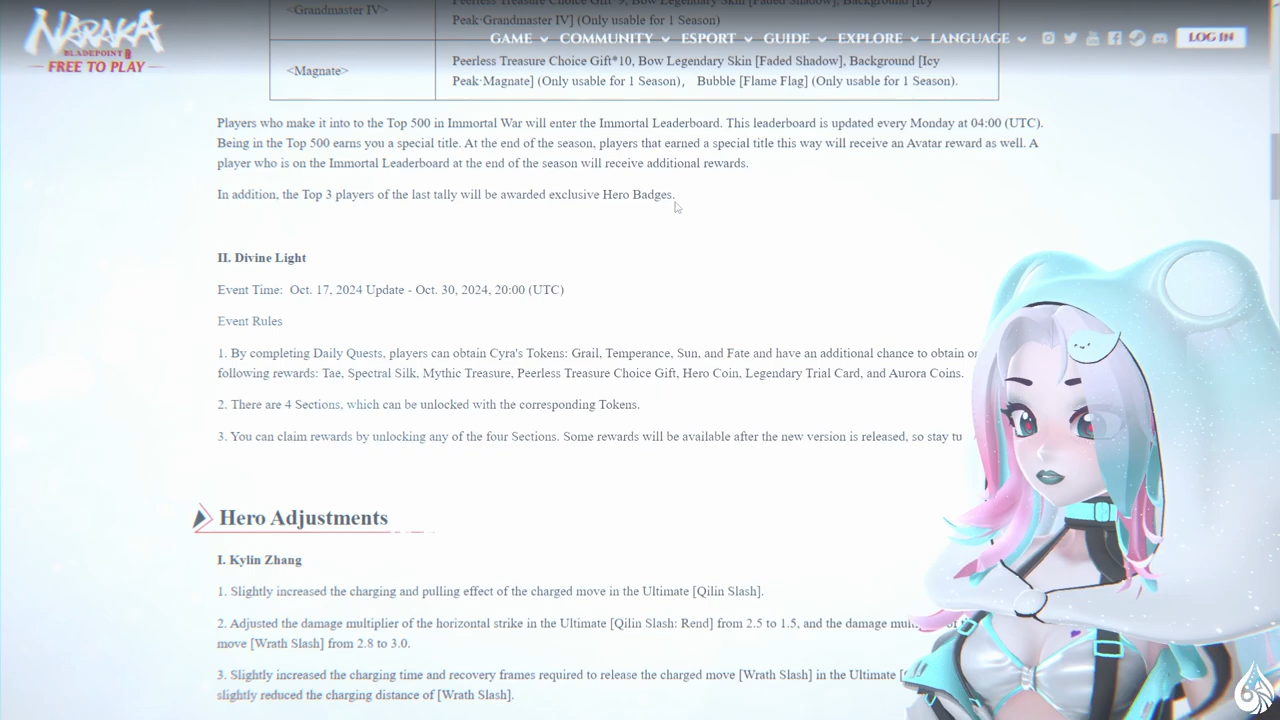 <Grandmaster IV>
Peerless Treasure Choice Gift*9, Bow Legendary Skin [Faded Shadow], Background [Icy
Peak·Grandmaster IV] (Only usable for 1 Season)
NARAKA
BLADEPOINT
FREE TO PLAY
GAME COMMUNITY ESPORT GUIDE EXPLORE LANGUAGE LOG IN
<Magnate>
Peerless Treasure Choice Gift*10, Bow Legendary Skin [Faded Shadow], Background [Icy
Peak·Magnate] (Only usable for 1 Season), Bubble [Flame Flag] (Only usable for 1 Season).
Players who make it into to the Top 500 in Immortal War will enter the Immortal Leaderboard. This leaderboard is updated every Monday at 04:00 (UTC).
Being in the Top 500 earns you a special title. At the end of the season, players that earned a special title this way will receive an Avatar reward as well. A
player who is on the Immortal Leaderboard at the end of the season will receive additional rewards.
In addition, the Top 3 players of the last tally will be awarded exclusive Hero Badges.
II. Divine Light
Event Time: Oct. 17, 2024 Update - Oct. 30, 2024, 20:00 (UTC)
Event Rules
1. By completing Daily Quests, players can obtain Cyra's Tokens: Grail, Temperance, Sun, and Fate and have an additional chance to obtain
following rewards: Tae, Spectral Silk, Mythic Treasure, Peerless Treasure Choice Gift, Hero Coin, Legendary Trial Card, and Aurora Coins.
2. There are 4 Sections, which can be unlocked with the corresponding Tokens.
3. You can claim rewards by unlocking any of the four Sections. Some rewards will be available after the new version is released, so stay tu
Hero Adjustments
I. Kylin Zhang
1. Slightly increased the charging and pulling effect of the charged move in the Ultimate [Qilin Slash].
2. Adjusted the damage multiplier of the horizontal strike in the Ultimate [Qilin Slash: Rend] from 2.5 to 1.5, and the damage
move [Wrath Slash] from 2.8 to 3.0.
3. Slightly increased the charging time and recovery frames required to release the charged move [Wrath Slash] in the Ultimate
slightly reduced the charging distance of [Wrath Slash].